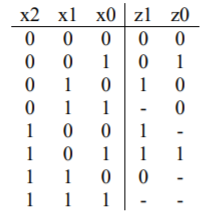 x2 x1 x0 z1 z0
0 0 0 0 0
0 0 1 0 1
0 1 0 1 0
0 1 1 - 0
1 0 0 1 -
1 0 1 1 1
1 1 0 0 -
1 1 1 - -